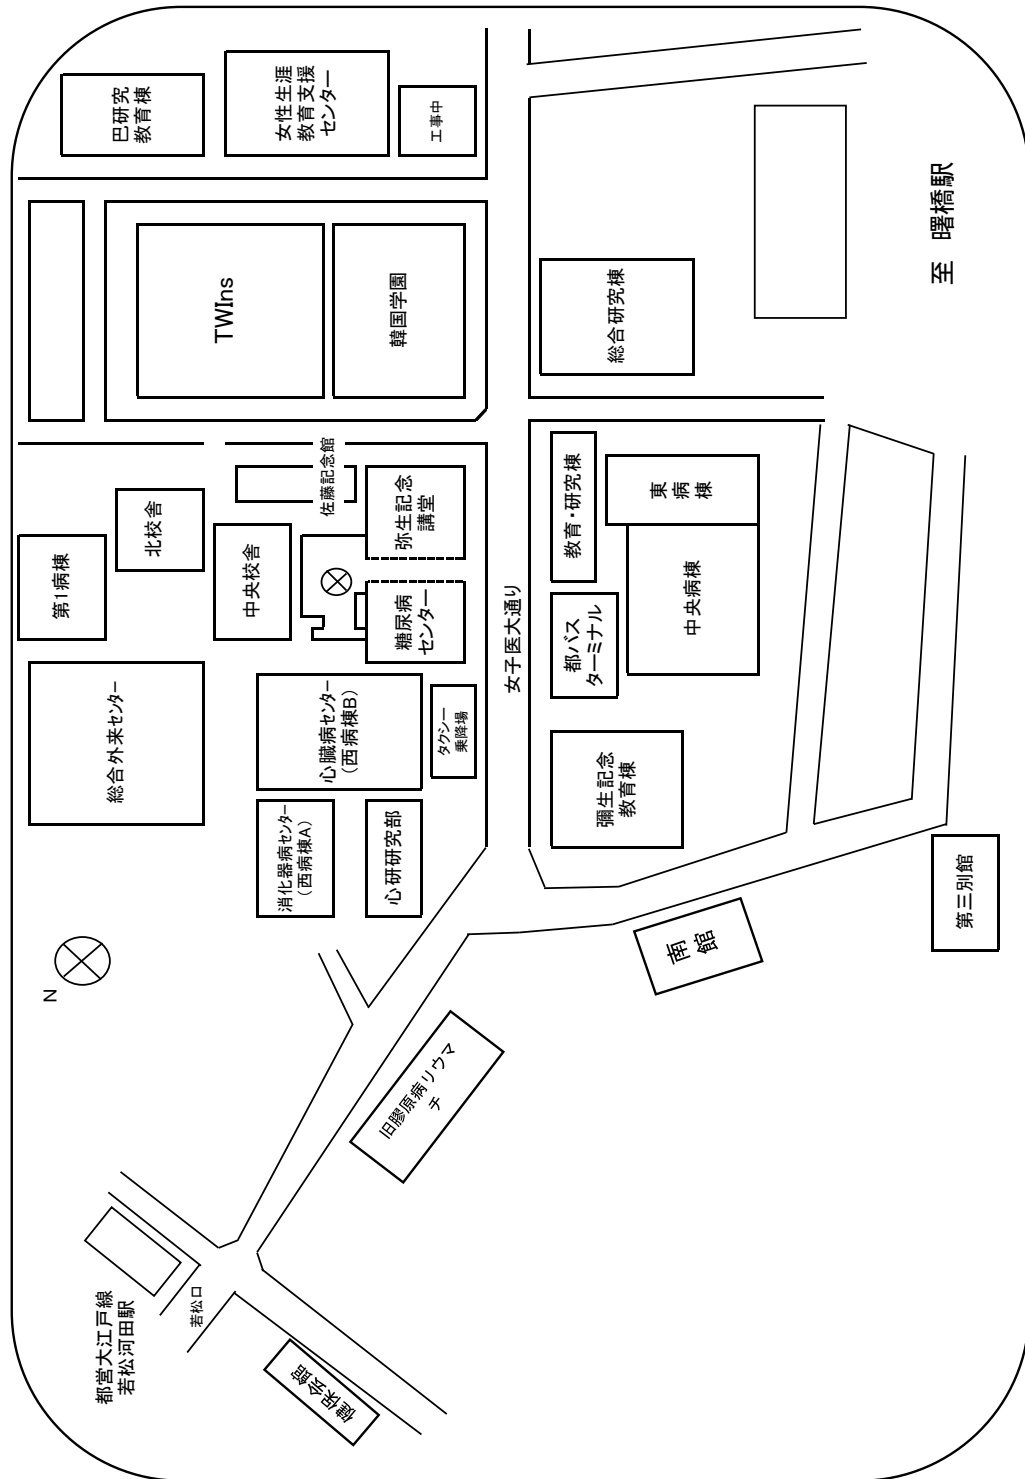 都営大江戸線
若松河田駅
若松口
健保会館
N
旧膠原病リウマ
チ
南
館
第三別館
総合外来センター
消化器病センター
(西病棟A)
心研研究部
心臓病センター
(西病棟B)
タクシー
乗降場
第1病棟
北校舎
中央校舎
佐藤記念館
弥生記念
講堂
糖尿病
センター
女子医大通り
彌生記念
教育棟
都バス
ターミナル
教育・研究棟
中央病棟
東
病
棟
TWIns
韓国学園
総合研究棟
巴研究
教育棟
女性生涯
教育支援
センター
工事中
至 曙橋駅